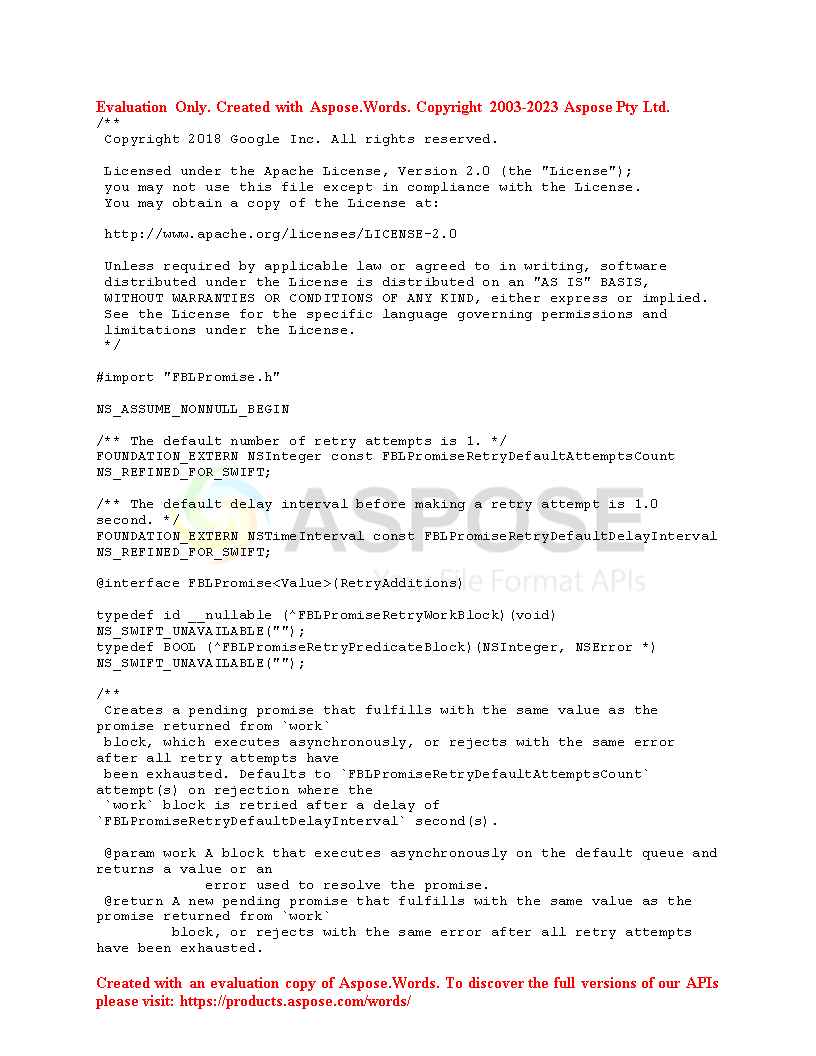 Evaluation Only. Created with Aspose.Words. Copyright 2003-2023 Aspose Pty Ltd.
/**
 Copyright 2018 Google Inc. All rights reserved.

 Licensed under the Apache License, Version 2.0 (the "License");
 you may not use this file except in compliance with the License.
 You may obtain a copy of the License at:

 http://www.apache.org/licenses/LICENSE-2.0

 Unless required by applicable law or agreed to in writing, software
 distributed under the License is distributed on an "AS IS" BASIS,
 WITHOUT WARRANTIES OR CONDITIONS OF ANY KIND, either express or implied.
 See the License for the specific language governing permissions and
 limitations under the License.
 */

#import "FBLPromise.h"

NS_ASSUME_NONNULL_BEGIN

/** The default number of retry attempts is 1. */
FOUNDATION_EXTERN NSInteger const FBLPromiseRetryDefaultAttemptsCount
NS_REFINED_FOR_SWIFT;

/** The default delay interval before making a retry attempt is 1.0
second. */
FOUNDATION_EXTERN NSTimeInterval const FBLPromiseRetryDefaultDelayInterval
NS_REFINED_FOR_SWIFT;

ASPOSE
Your File Format APIs

@interface FBLPromise<Value>(RetryAdditions)

typedef id __nullable (^FBLPromiseRetryWorkBlock)(void)
NS_SWIFT_UNAVAILABLE("");
typedef BOOL (^FBLPromiseRetryPredicateBlock)(NSInteger, NSError *)
NS_SWIFT_UNAVAILABLE("");

/**
 Creates a pending promise that fulfills with the same value as the
promise returned from `work`
 block, which executes asynchronously, or rejects with the same error
after all retry attempts have
 been exhausted. Defaults to `FBLPromiseRetryDefaultAttemptsCount`
attempt(s) on rejection where the
 `work` block is retried after a delay of
`FBLPromiseRetryDefaultDelayInterval` second(s).

 @param work A block that executes asynchronously on the default queue and
returns a value or an
             error used to resolve the promise.
 @return A new pending promise that fulfills with the same value as the
promise returned from `work`
         block, or rejects with the same error after all retry attempts
have been exhausted.

Created with an evaluation copy of Aspose.Words. To discover the full versions of our APIs
please visit: https://products.aspose.com/words/